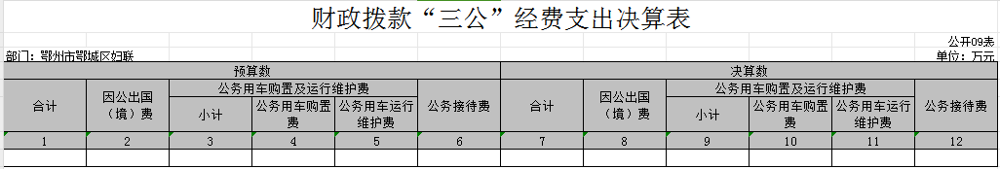 财政拨款“三公”经费支出决算表
公开09表
部门：鄂州市鄂城区妇联 单位：万元
预算数 决算数
合计 因公出国（境）费 公务用车购置及运行维护费 公务接待费 合计 因公出国（境）费 公务用车购置及运行维护费 公务接待费
小计 公务用车购置费 公务用车运行维护费 小计 公务用车购置费 公务用车运行维护费
1 2 3 4 5 6 7 8 9 10 11 12